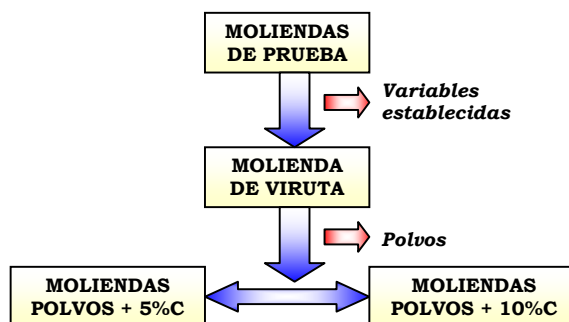 MOLIENDAS
DE PRUEBA
Variables
establecidas
MOLIENDA
DE VIRUTA
Polvos
MOLIENDAS
POLVOS + 5%C
MOLIENDAS
POLVOS + 10%C